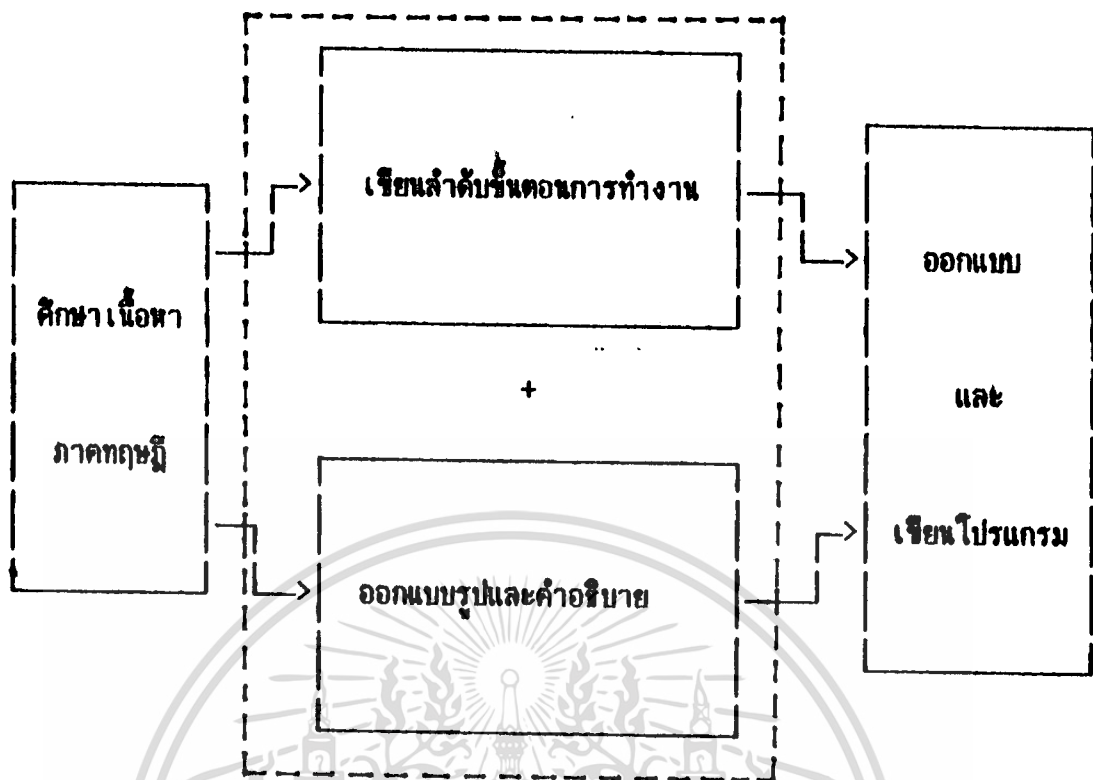 ศึกษาเนื้อหา
ภาคทฤษฎี
เขียนลำดับขั้นตอนการทำงาน
+
ออกแบบรูปและคำอธิบาย
ออกแบบ
และ
เขียนโปรแกรม